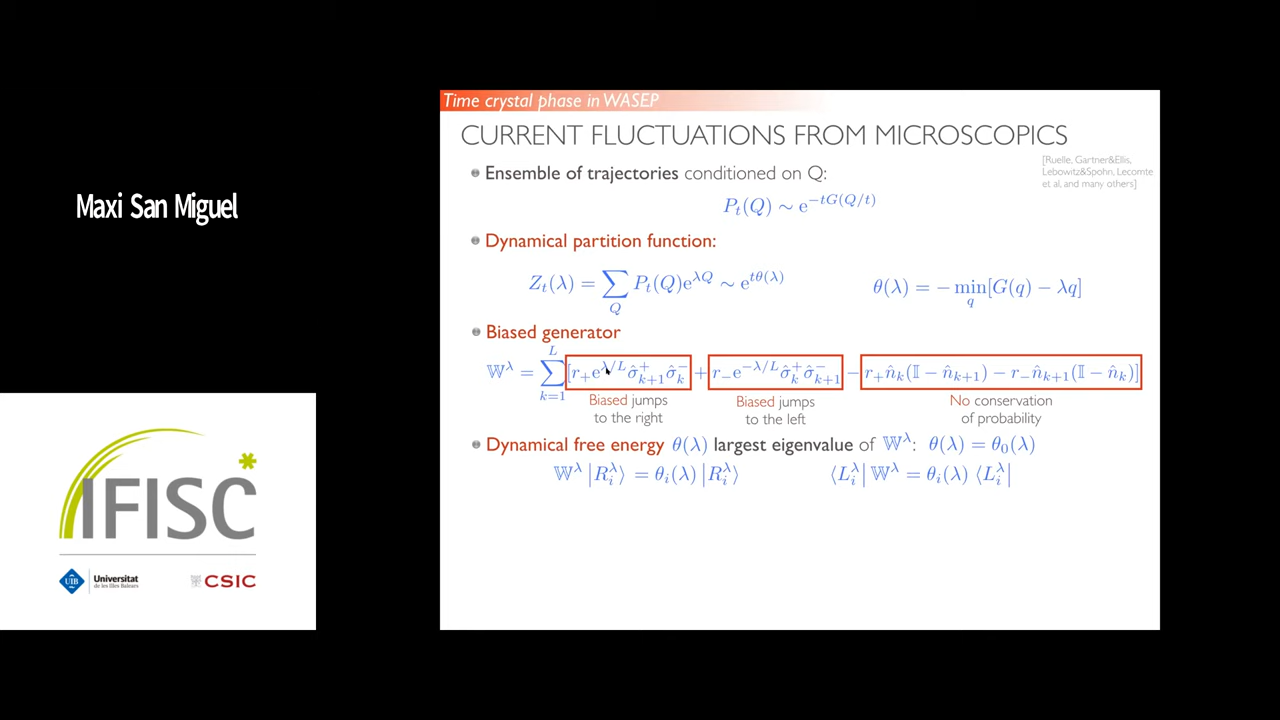 Maxi San Miguel
IFISC
UIB
Universitat
de les Illes Balears
CSIC
Time crystal phase in WASEP
CURRENT FLUCTUATIONS FROM MICROSCOPICS
[Ruelle, Gartner&Ellis,
Lebowitz&Spohn, Lecomte
et al, and many others]
Ensemble of trajectories conditioned on Q:
P_t(Q) ∼ e^{−tG(Q/t)}
Dynamical partition function:
Z_t(λ) = ∑_Q P_t(Q)e^{λQ} ∼ e^{tθ(λ)}    θ(λ) = − min_q [G(q) − λq]
Biased generator
𝕎^λ = ∑_{k=1}^{L} [r_+ e^{λ/L} σ̂^+_{k+1} σ̂^−_k + r_− e^{−λ/L} σ̂^+_k σ̂^−_{k+1} − r_+ n̂_k(𝕀 − n̂_{k+1}) − r_− n̂_{k+1}(𝕀 − n̂_k)]
Biased jumps
to the right
Biased jumps
to the left
No conservation
of probability
Dynamical free energy θ(λ) largest eigenvalue of 𝕎^λ: θ(λ) = θ_0(λ)
𝕎^λ |R_i^λ⟩ = θ_i(λ) |R_i^λ⟩    ⟨L_i^λ| 𝕎^λ = θ_i(λ) ⟨L_i^λ|